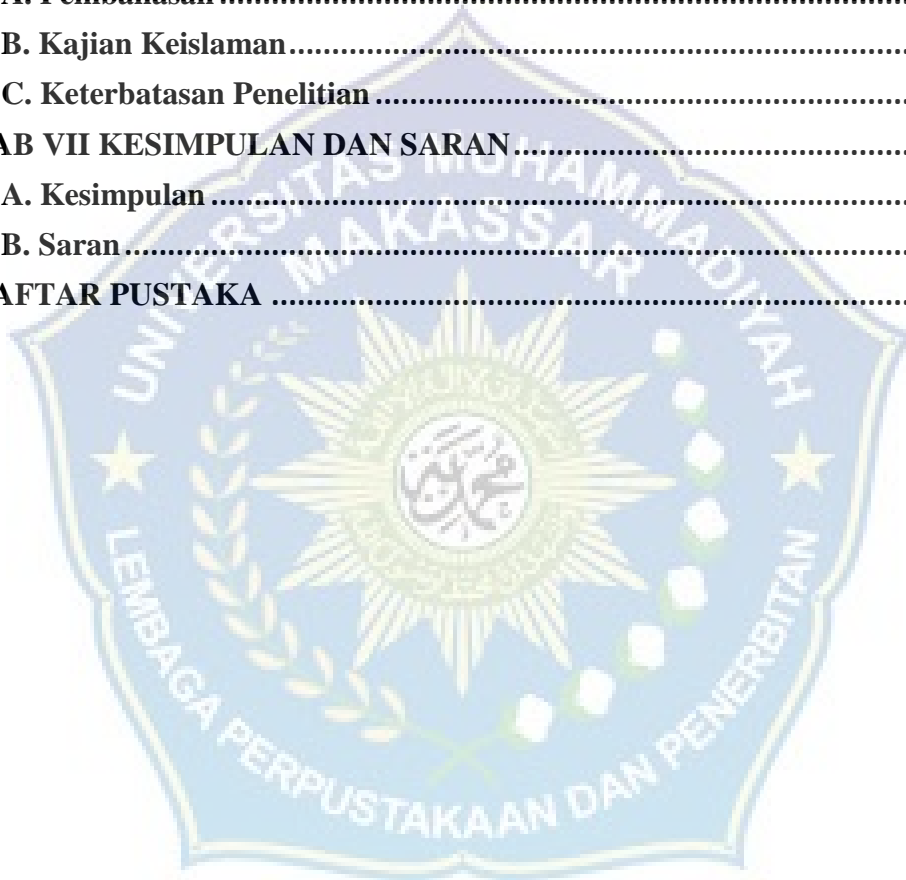 B. Kajian Keislaman
C. Keterbatasan Penelitian
AB VII KESIMPULAN DAN SARAN
A. Kesimpulan
B. Saran
AFTAR PUSTAKA
UNIVERSITAS MUHAMMADIYAH
MAKASSAR
LEMBAGA PERPUSTAKAAN DAN PENERBITAN